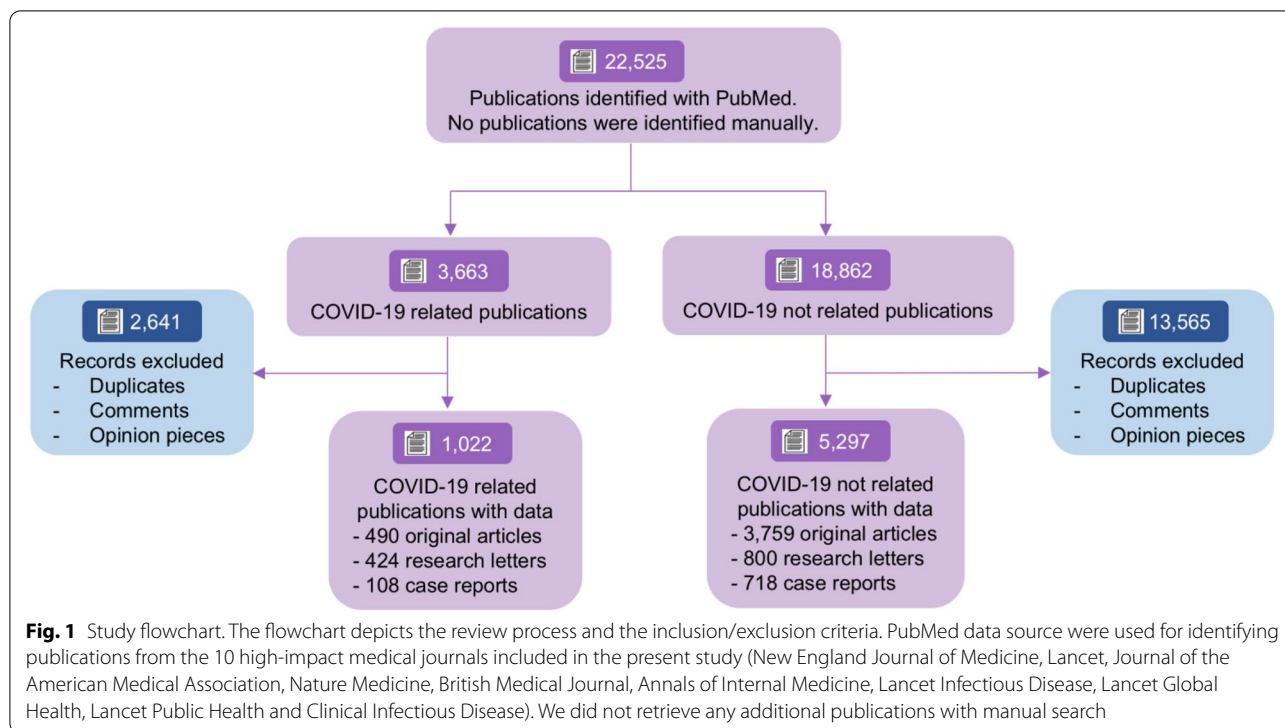 22,525
Publications identified with PubMed.
No publications were identified manually.
3,663
COVID-19 related publications
18,862
COVID-19 not related publications
2,641
Records excluded
- Duplicates
- Comments
- Opinion pieces
13,565
Records excluded
- Duplicates
- Comments
- Opinion pieces
1,022
COVID-19 related
publications with data
- 490 original articles
- 424 research letters
- 108 case reports
5,297
COVID-19 not related
publications with data
- 3,759 original articles
- 800 research letters
- 718 case reports
Fig. 1 Study flowchart. The flowchart depicts the review process and the inclusion/exclusion criteria. PubMed data source were used for identifying
publications from the 10 high-impact medical journals included in the present study (New England Journal of Medicine, Lancet, Journal of the
American Medical Association, Nature Medicine, British Medical Journal, Annals of Internal Medicine, Lancet Infectious Disease, Lancet Global
Health, Lancet Public Health and Clinical Infectious Disease). We did not retrieve any additional publications with manual search